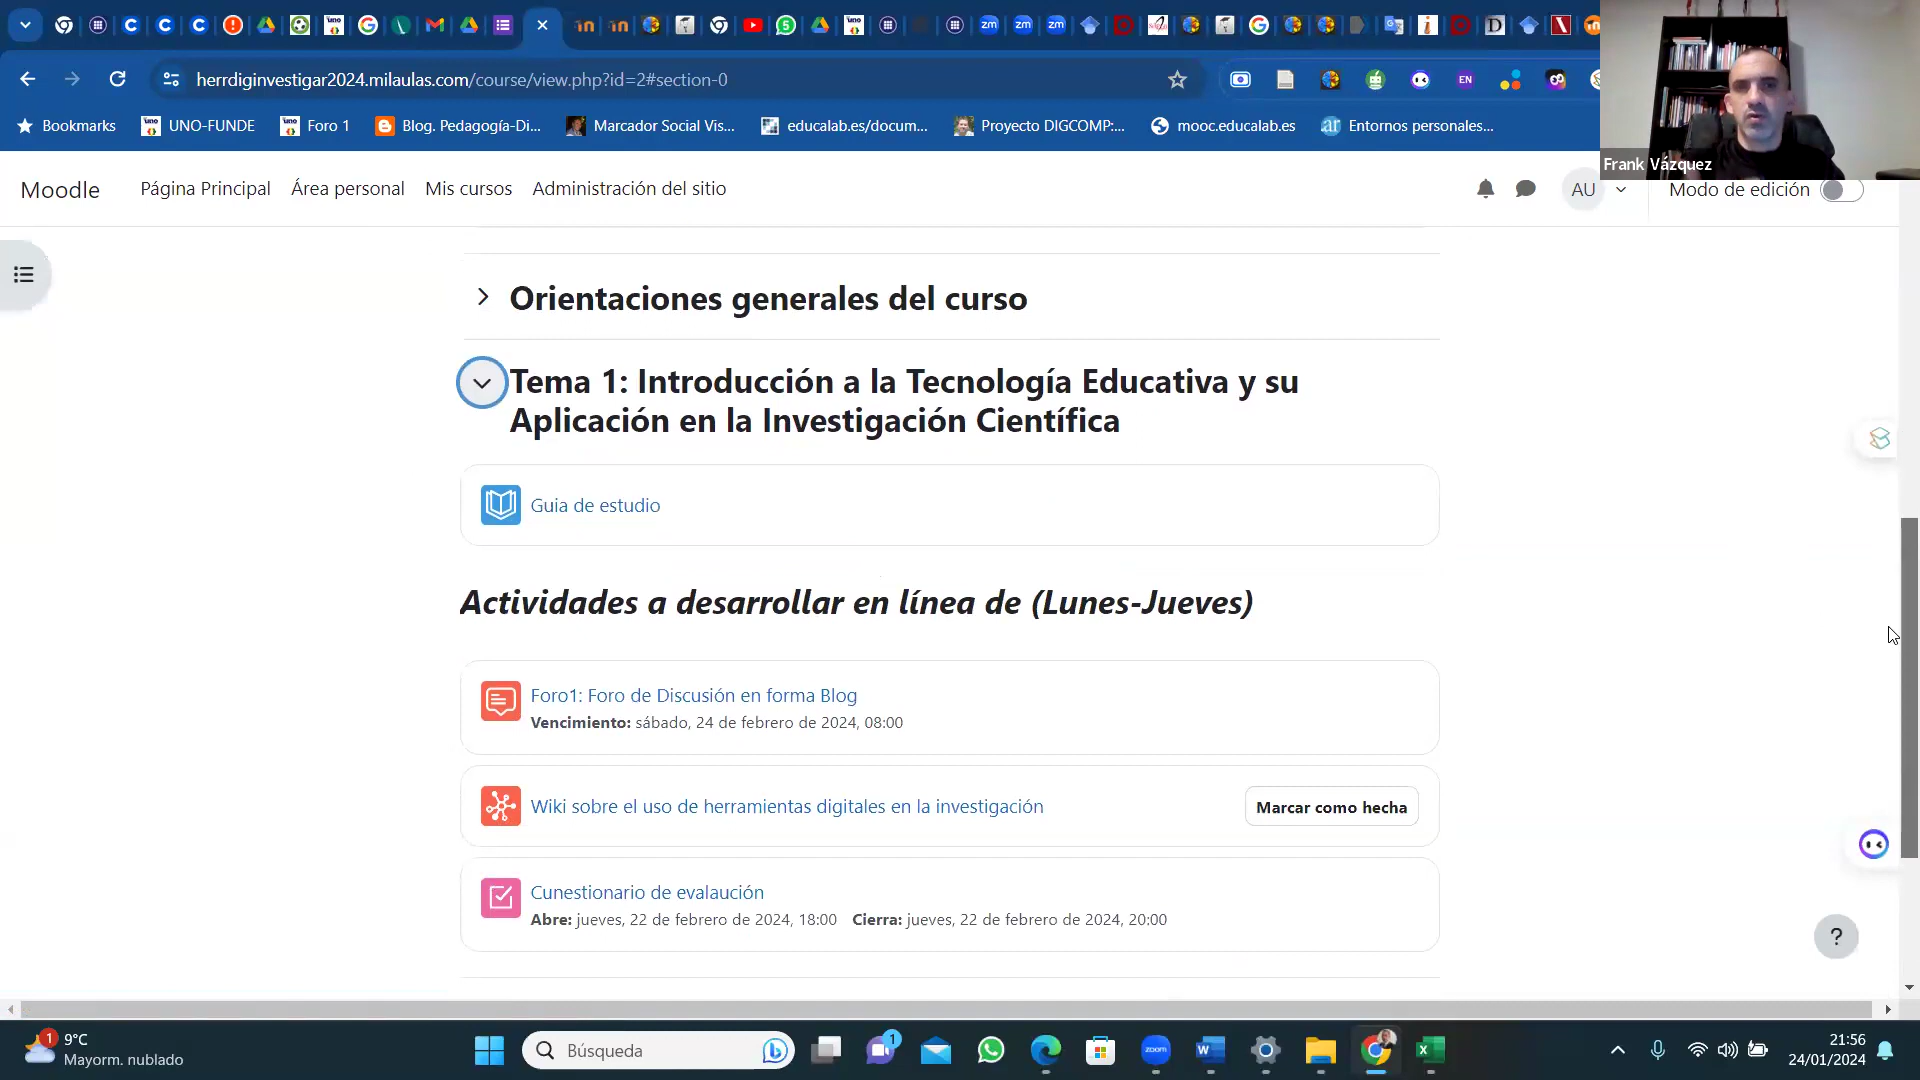 herrdiginvestigar2024.milaulas.com/course/view.php?id=2#section-0
EN
Bookmarks
UNO-FUNDE
Foro 1
Blog. Pedagogía-Di...
Marcador Social Vis...
educalab.es/docum...
Proyecto DIGCOMP:...
mooc.educalab.es
Entornos personales...
Frank Vázquez
Moodle
Página Principal
Área personal
Mis cursos
Administración del sitio
AU
Modo de edición
Orientaciones generales del curso
Tema 1: Introducción a la Tecnología Educativa y su
Aplicación en la Investigación Científica
Guia de estudio
Actividades a desarrollar en línea de (Lunes-Jueves)
Foro1: Foro de Discusión en forma Blog
Vencimiento: sábado, 24 de febrero de 2024, 08:00
Wiki sobre el uso de herramientas digitales en la investigación
Marcar como hecha
Cunestionario de evalaución
Abre: jueves, 22 de febrero de 2024, 18:00 Cierra: jueves, 22 de febrero de 2024, 20:00
?
1
9°C
Mayorm. nublado
Búsqueda
1
zoom
21:56
24/01/2024